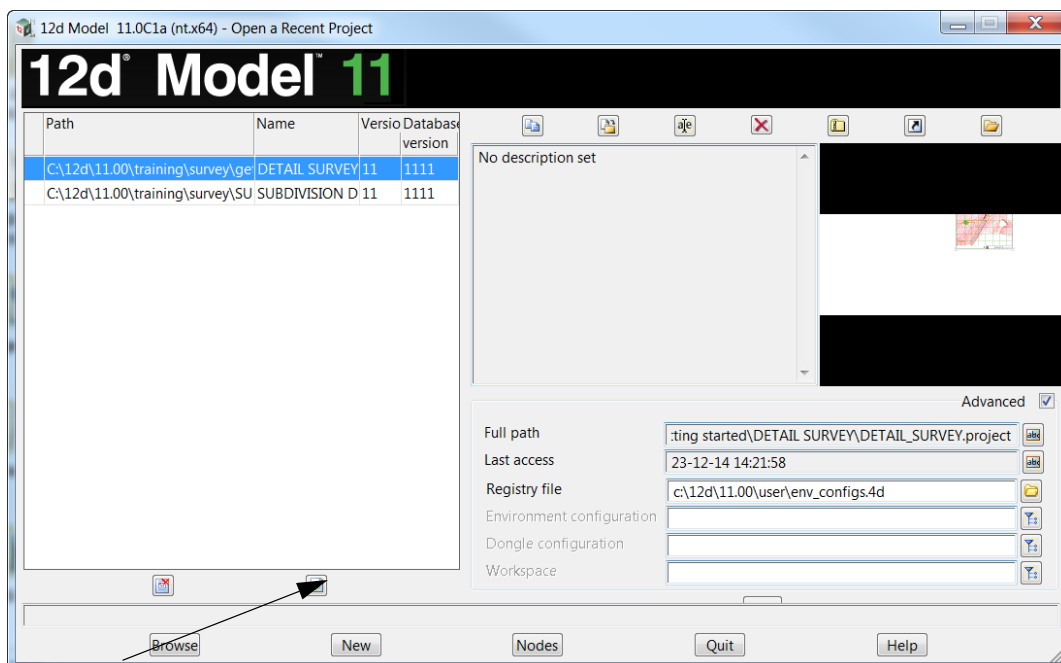 12d Model 11.0C1a (nt.x64) - Open a Recent Project
12d® Model™ 11
Path Name Versio Database version
C:\12d\11.00\training\survey\ge DETAIL SURVEY 11 1111
C:\12d\11.00\training\survey\SU SUBDIVISION D 11 1111
No description set
Advanced
Full path :ting started\DETAIL SURVEY\DETAIL_SURVEY.project
Last access 23-12-14 14:21:58
Registry file c:\12d\11.00\user\env_configs.4d
Environment configuration
Dongle configuration
Workspace
Browse New Nodes Quit Help